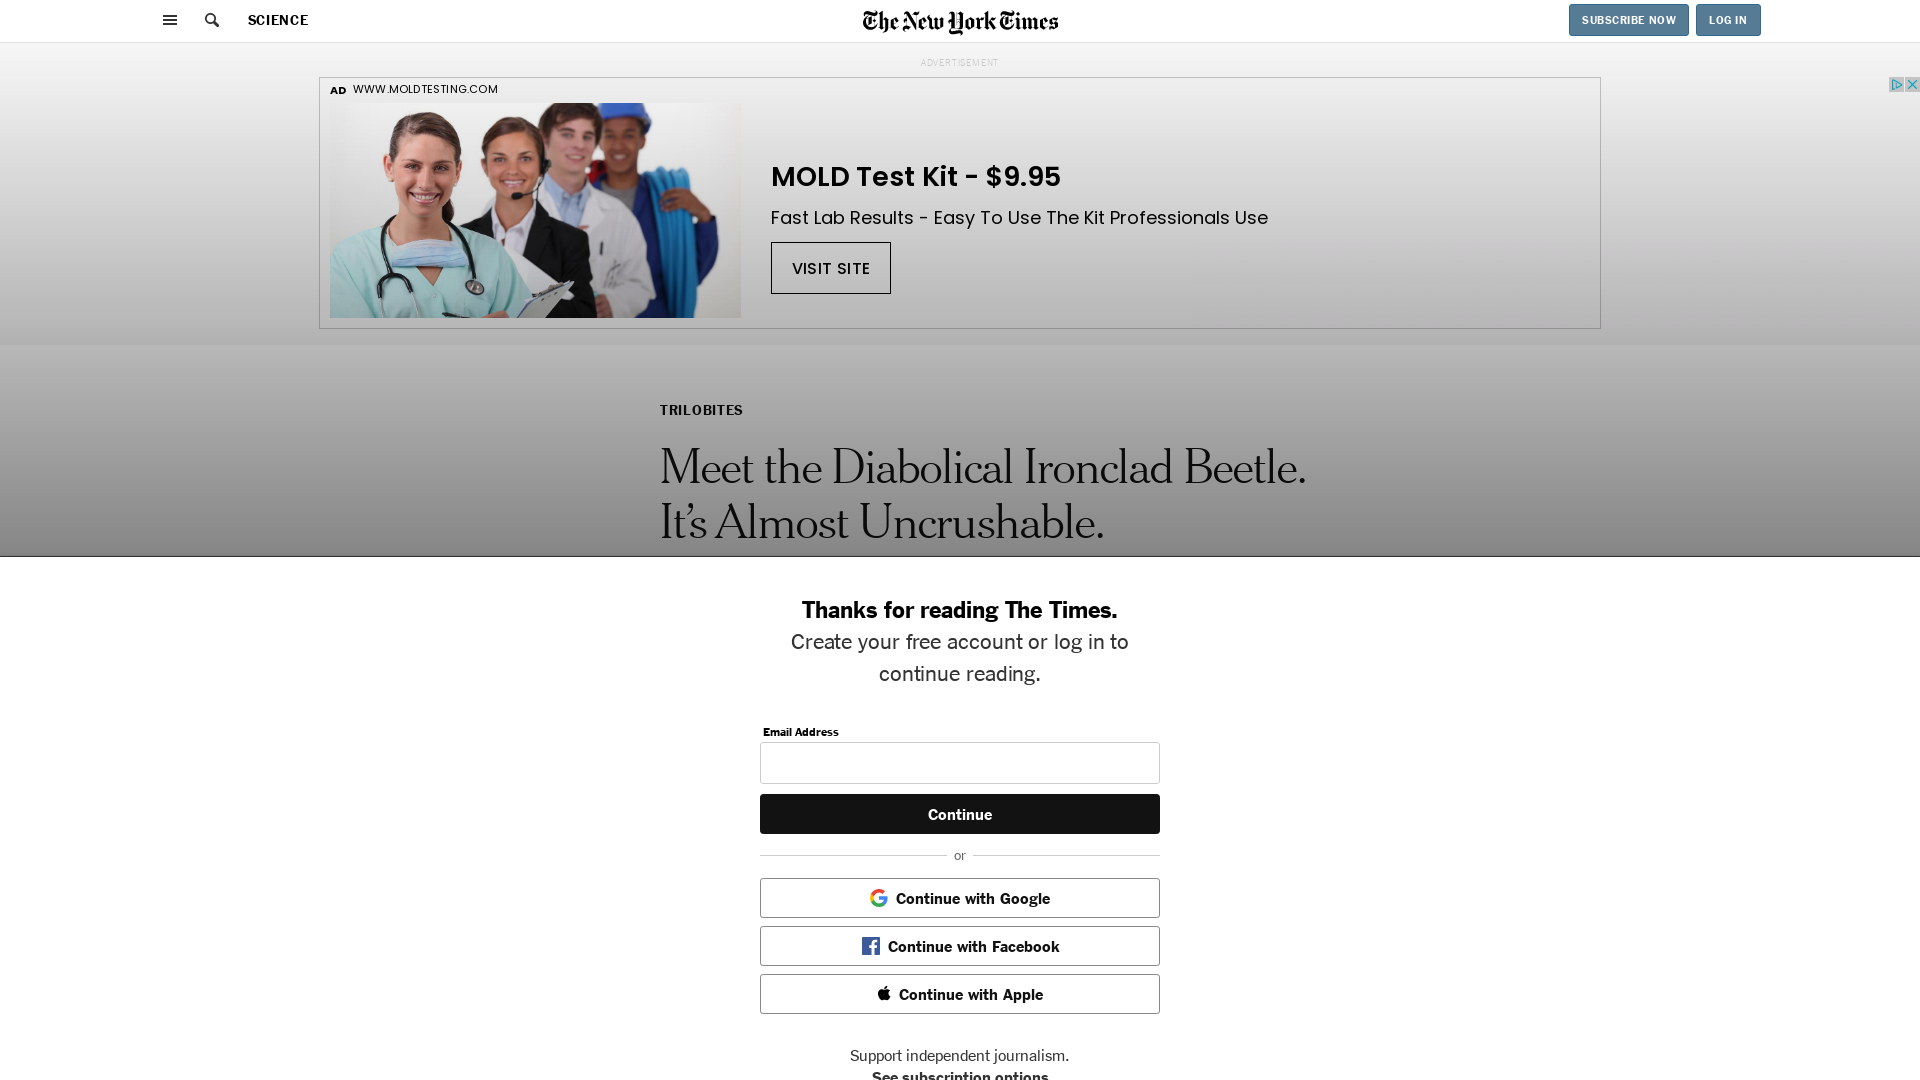 SCIENCE
The New York Times
SUBSCRIBE NOW
LOG IN
ADVERTISEMENT
AD WWW.MOLDTESTING.COM
MOLD Test Kit - $9.95
Fast Lab Results - Easy To Use The Kit Professionals Use
VISIT SITE
TRILOBITES
Meet the Diabolical Ironclad Beetle.
It’s Almost Uncrushable.
Thanks for reading The Times.
Create your free account or log in to
continue reading.
Email Address
Continue
or
Continue with Google
Continue with Facebook
Continue with Apple
Support independent journalism.
See subscription options